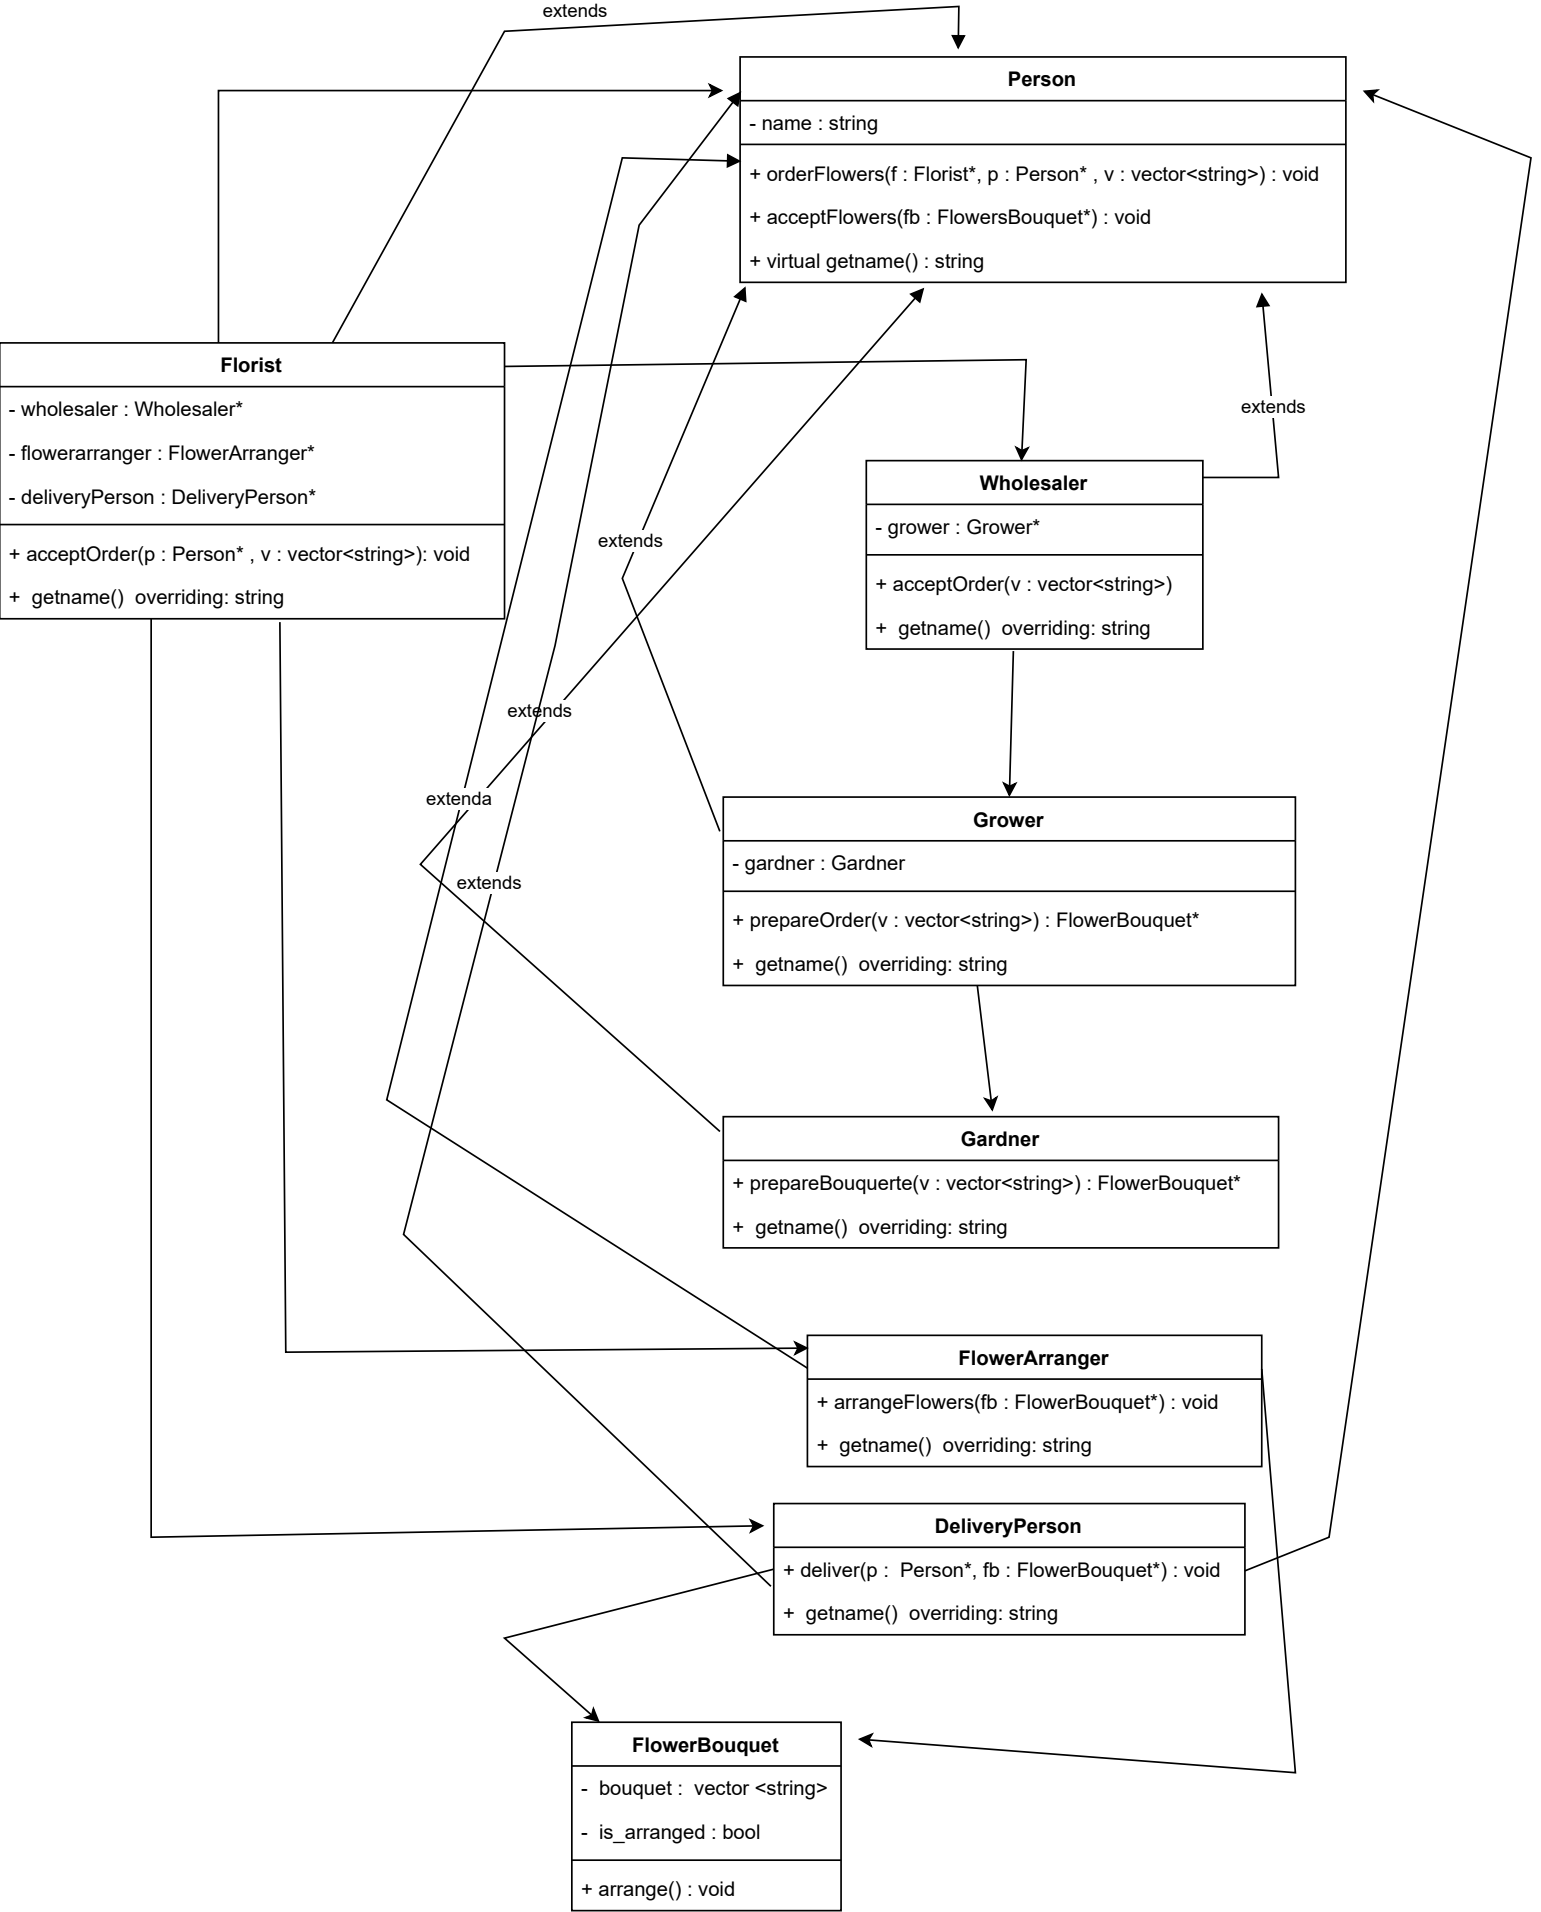 extends
Person
- name : string
+ orderFlowers(f : Florist*, p : Person* , v : vector<string>) : void
+ acceptFlowers(fb : FlowersBouquet*) : void
+ virtual getname() : string
Florist
- wholesaler : Wholesaler*
- flowerarranger : FlowerArranger*
- deliveryPerson : DeliveryPerson*
+ acceptOrder(p : Person* , v : vector<string>): void
+ getname() overriding: string
extends
Wholesaler
- grower : Grower*
+ acceptOrder(v : vector<string>)
+ getname() overriding: string
extends
extends
extenda
extends
Grower
- gardner : Gardner
+ prepareOrder(v : vector<string>) : FlowerBouquet*
+ getname() overriding: string
Gardner
+ prepareBouquerte(v : vector<string>) : FlowerBouquet*
+ getname() overriding: string
FlowerArranger
+ arrangeFlowers(fb : FlowerBouquet*) : void
+ getname() overriding: string
DeliveryPerson
+ deliver(p : Person*, fb : FlowerBouquet*) : void
+ getname() overriding: string
FlowerBouquet
- bouquet : vector <string>
- is_arranged : bool
+ arrange() : void